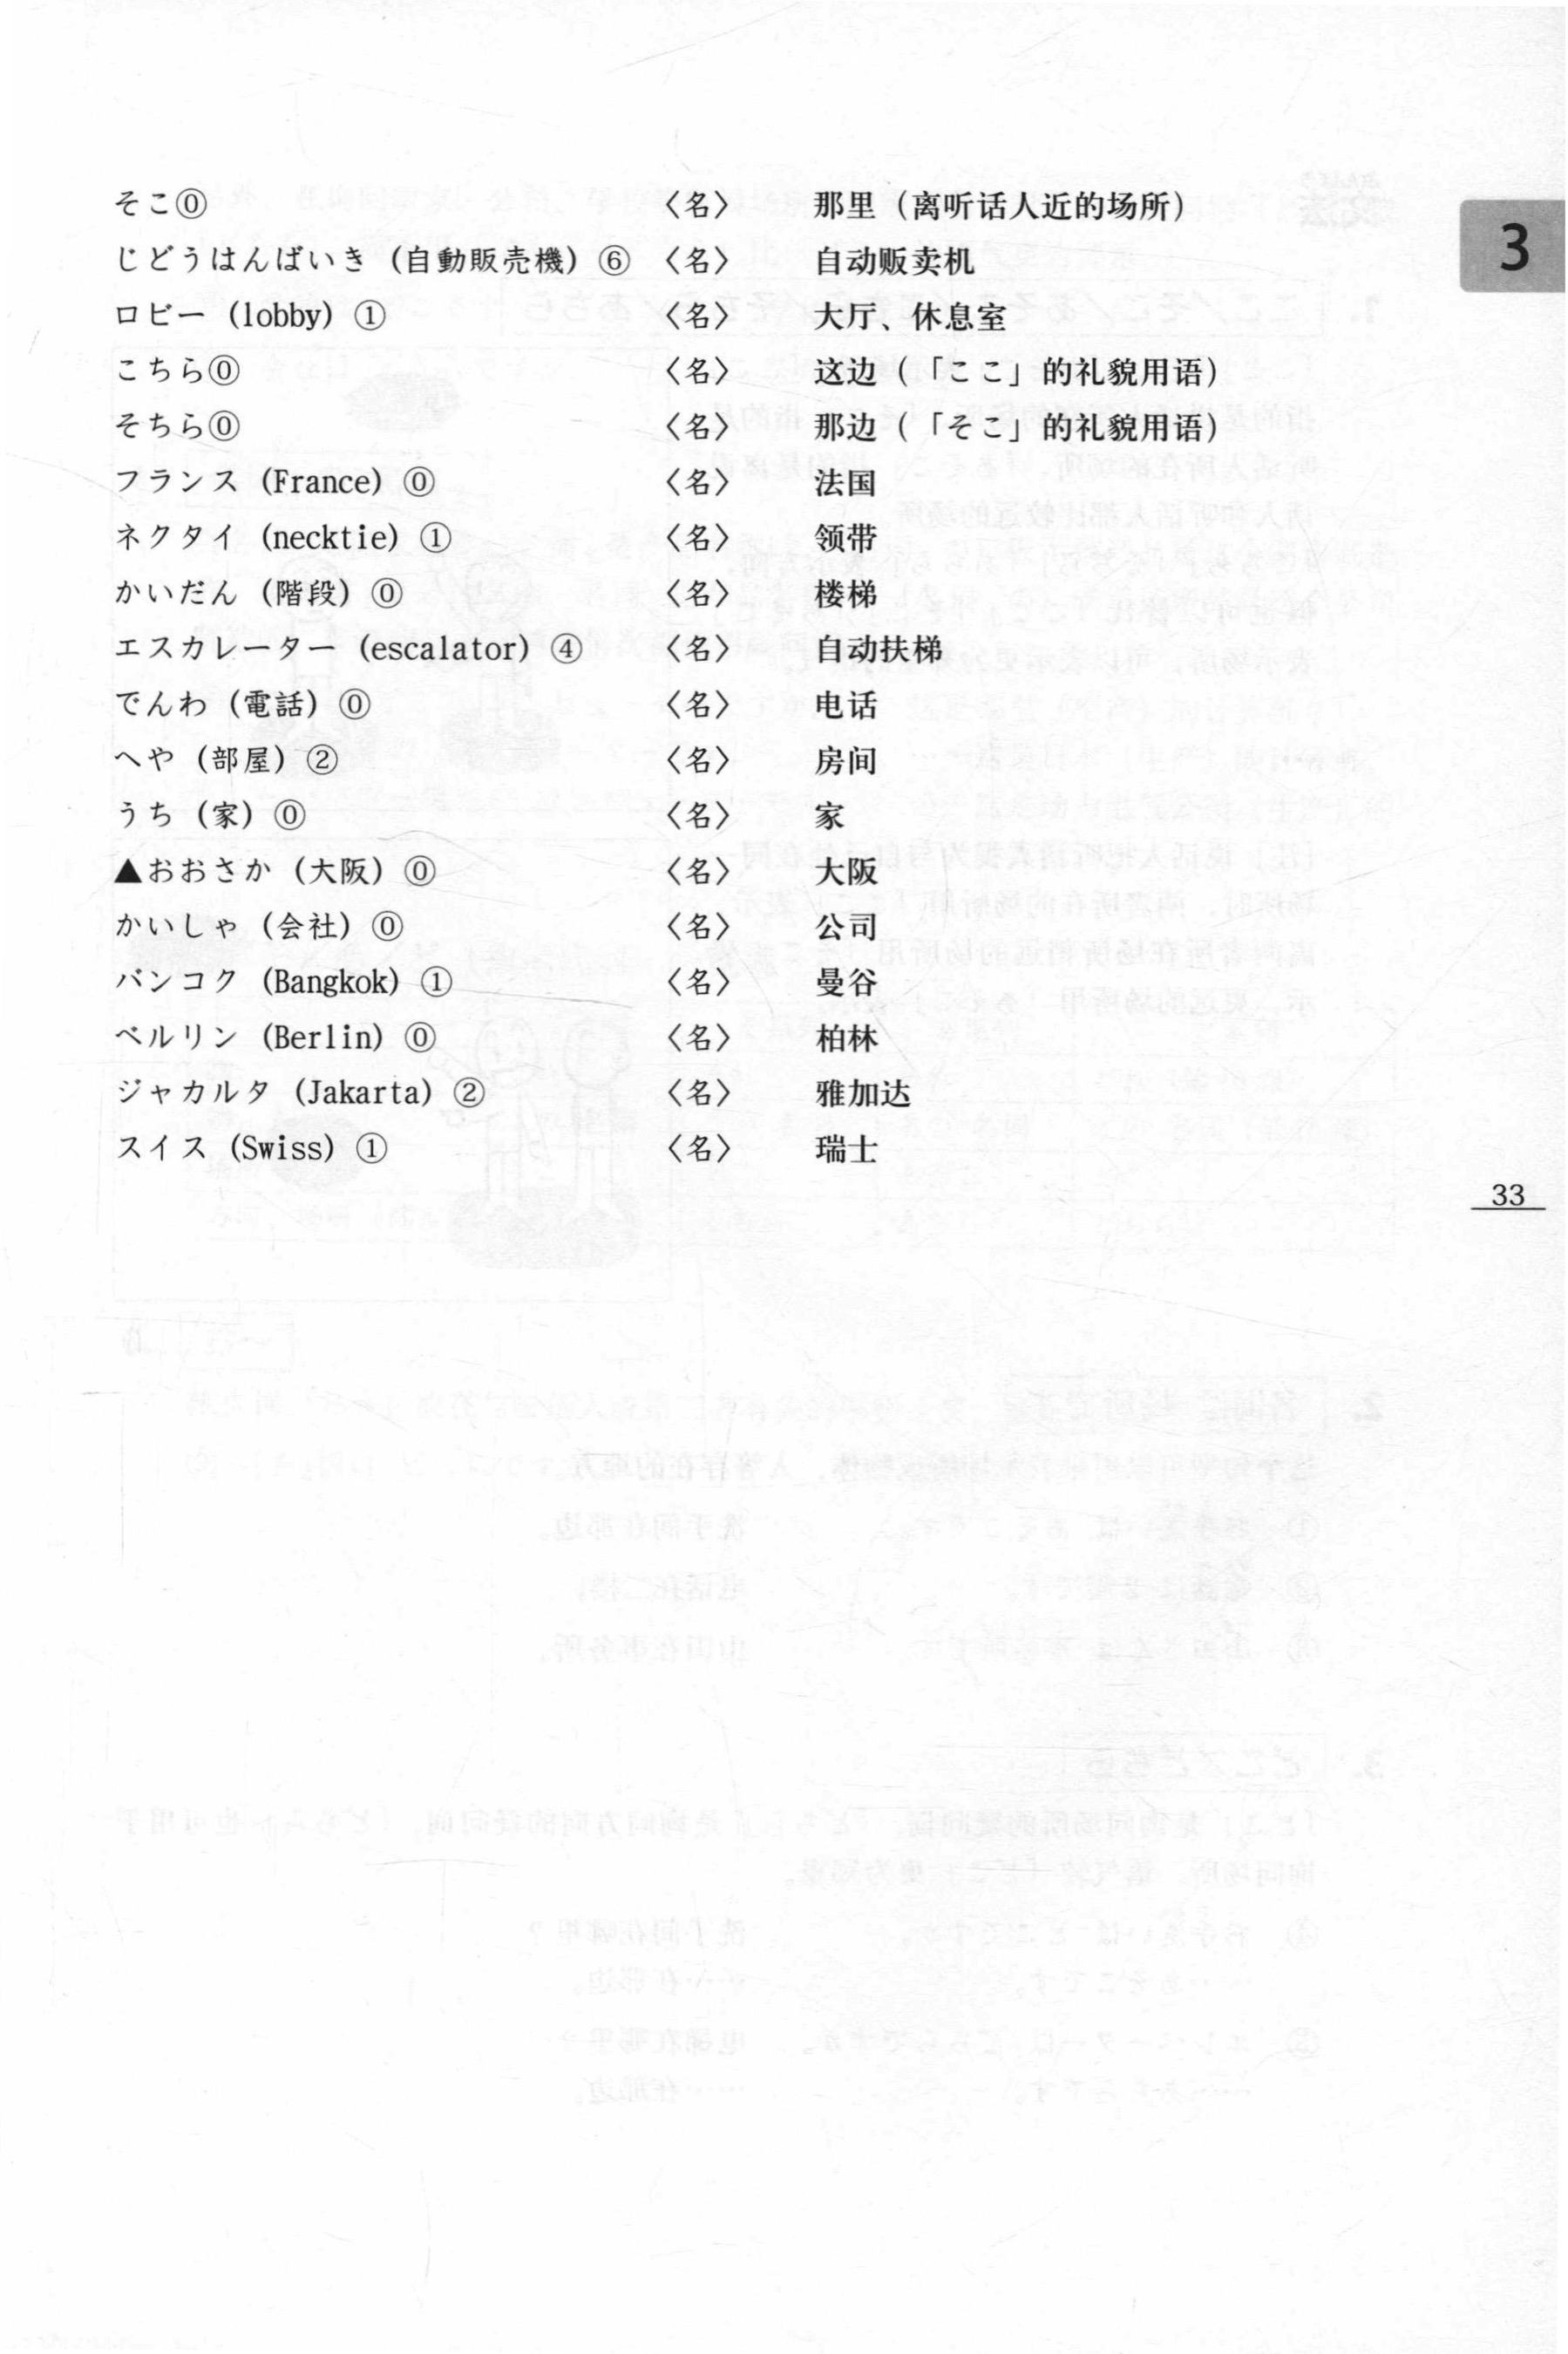 そこ⓪ 〈名〉 那里（离听话人近的场所）
じどうはんばいき（自動販売機）⑥ 〈名〉 自动贩卖机
3
ロビー（lobby）① 〈名〉 大厅、休息室
こちら⓪ 〈名〉 这边（「ここ」的礼貌用语）
そちら⓪ 〈名〉 那边（「そこ」的礼貌用语）
フランス（France）⓪ 〈名〉 法国
ネクタイ（necktie）① 〈名〉 领带
かいだん（階段）⓪ 〈名〉 楼梯
エスカレーター（escalator）④ 〈名〉 自动扶梯
でんわ（電話）⓪ 〈名〉 电话
へや（部屋）② 〈名〉 房间
うち（家）⓪ 〈名〉 家
▲おおさか（大阪）⓪ 〈名〉 大阪
かいしゃ（会社）⓪ 〈名〉 公司
バンコク（Bangkok）① 〈名〉 曼谷
ベルリン（Berlin）⓪ 〈名〉 柏林
ジャカルタ（Jakarta）② 〈名〉 雅加达
スイス（Swiss）① 〈名〉 瑞士
33